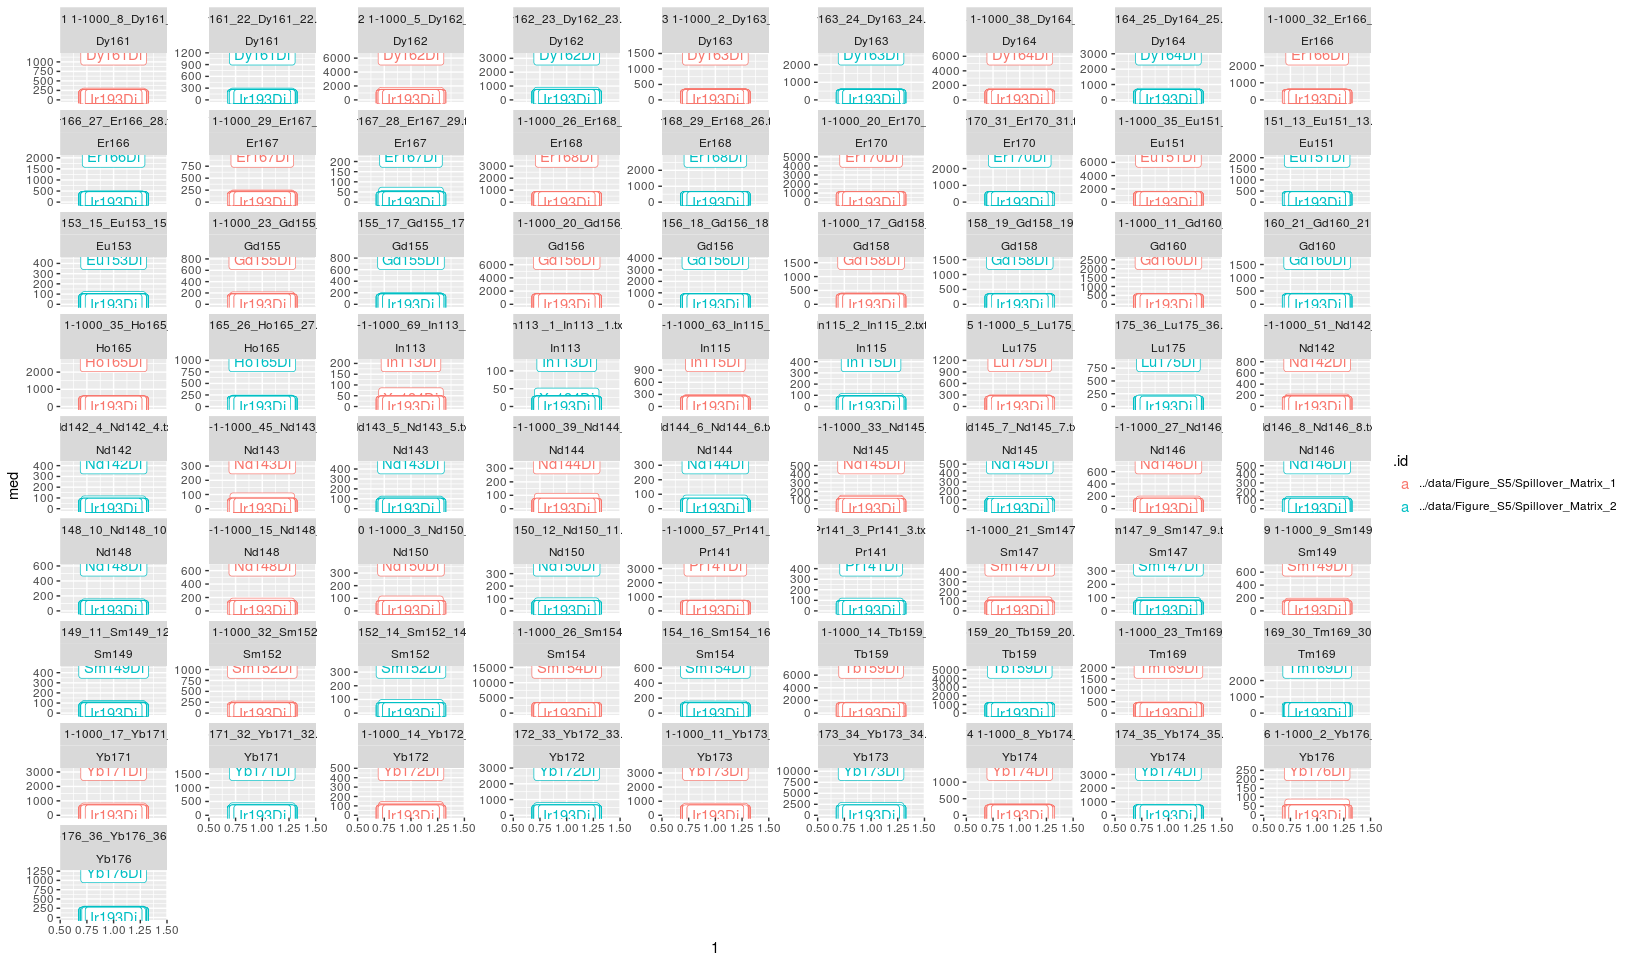 1 1-1000_8_Dy161_ 161_22_Dy161_22. 2 1-1000_5_Dy162_ 162_23_Dy162_23. 3 1-1000_2_Dy163_ 163_24_Dy163_24. 1-1000_38_Dy164_ 164_25_Dy164_25. 1-1000_32_Er166_
Dy161 Dy161 Dy162 Dy162 Dy163 Dy163 Dy164 Dy164 Er166
Dy161Di Dy161Di Dy162Di Dy162Di Dy163Di Dy163Di Dy164Di Dy164Di Er166Di
1000 750 500 250 0 1200 900 600 300 0 6000 4000 2000 0 3000 2000 1000 0 1500 1000 500 0 2000 1000 0 6000 4000 2000 0 3000 2000 1000 0 2000 1000 0
Ir193Di Ir193Di Ir193Di Ir193Di Ir193Di Ir193Di Ir193Di Ir193Di Ir193Di
166_27_Er166_28. 1-1000_29_Er167_ 167_28_Er167_29. 1-1000_26_Er168_ 168_29_Er168_26.t 1-1000_20_Er170_ 170_31_Er170_31.t 1-1000_35_Eu151_ 151_13_Eu151_13.
Er166 Er167 Er167 Er168 Er168 Er170 Er170 Eu151 Eu151
Er166Di Er167Di Er167Di Er168Di Er168Di Er170Di Er170Di Eu151Di Eu151Di
2000 1500 1000 500 0 750 500 250 0 200 150 100 50 0 3000 2000 1000 0 2000 1000 0 5000 4000 3000 2000 1000 0 2000 1000 0 6000 4000 2000 0 2000 1500 1000 500 0
Ir193Di Ir193Di Ir193Di Ir193Di Ir193Di Ir193Di Ir193Di Ir193Di Ir193Di
153_15_Eu153_15 1-1000_23_Gd155_ 155_17_Gd155_17 1-1000_20_Gd156_ 156_18_Gd156_18 1-1000_17_Gd158_ 158_19_Gd158_19 1-1000_11_Gd160_ 160_21_Gd160_21
Eu153 Gd155 Gd155 Gd156 Gd156 Gd158 Gd158 Gd160 Gd160
Eu153Di Gd155Di Gd155Di Gd156Di Gd156Di Gd158Di Gd158Di Gd160Di Gd160Di
400 300 200 100 0 800 600 400 200 0 800 600 400 200 0 6000 4000 2000 0 4000 3000 2000 1000 0 1500 1000 500 0 1500 1000 500 0 2500 2000 1500 1000 500 0 1500 1000 500 0
Ir193Di Ir193Di Ir193Di Ir193Di Ir193Di Ir193Di Ir193Di Ir193Di Ir193Di
1-1000_35_Ho165_ 165_26_Ho165_27. -1-1000_69_In113_ n113 _1_In113 _1.tx -1-1000_63_In115_ In115_2_In115_2.txt 5 1-1000_5_Lu175_ 175_36_Lu175_36. -1-1000_51_Nd142_
Ho165 Ho165 In113 In113 In115 In115 Lu175 Lu175 Nd142
Ho165Di Ho165Di In113Di In113Di In115Di In115Di Lu175Di Lu175Di Nd142Di
2000 1000 0 1000 750 500 250 0 200 150 100 50 0 100 50 0 900 600 300 0 400 300 200 100 0 1200 900 600 300 0 750 500 250 0 800 600 400 200 0
Ir193Di Ir193Di Ir193Di Ir193Di Ir193Di Ir193Di Ir193Di Ir193Di Ir193Di
ld142_4_Nd142_4.tx -1-1000_45_Nd143_ ld143_5_Nd143_5.tx -1-1000_39_Nd144_ ld144_6_Nd144_6.tx -1-1000_33_Nd145_ ld145_7_Nd145_7.tx -1-1000_27_Nd146_ ld146_8_Nd146_8.tx
Nd142 Nd143 Nd143 Nd144 Nd144 Nd145 Nd145 Nd146 Nd146
Nd142Di Nd143Di Nd143Di Nd144Di Nd144Di Nd145Di Nd145Di Nd146Di Nd146Di
400 300 200 100 0 300 200 100 0 400 300 200 100 0 300 200 100 0 300 200 100 0 500 400 300 200 100 0 500 400 300 200 100 0 600 400 200 0 500 400 300 200 100 0
Ir193Di Ir193Di Ir193Di Ir193Di Ir193Di Ir193Di Ir193Di Ir193Di Ir193Di
148_10_Nd148_10 -1-1000_15_Nd148_ 0 1-1000_3_Nd150_ 150_12_Nd150_11. -1-1000_57_Pr141_ Pr141_3_Pr141_3.tx -1-1000_21_Sm147 m147_9_Sm147_9.t 9 1-1000_9_Sm149
Nd148 Nd148 Nd150 Nd150 Pr141 Pr141 Sm147 Sm147 Sm149
Nd148Di Nd148Di Nd150Di Nd150Di Pr141Di Pr141Di Sm147Di Sm147Di Sm149Di
600 400 200 0 600 400 200 0 300 200 100 0 300 200 100 0 3000 2000 1000 0 400 300 200 100 0 400 300 200 100 0 300 200 100 0 600 400 200 0
Ir193Di Ir193Di Ir193Di Ir193Di Ir193Di Ir193Di Ir193Di Ir193Di Ir193Di
149_11_Sm149_12 1-1000_32_Sm152 152_14_Sm152_14 1-1000_26_Sm154 154_16_Sm154_16 1-1000_14_Tb159_ 159_20_Tb159_20. 1-1000_23_Tm169 169_30_Tm169_30
Sm149 Sm152 Sm152 Sm154 Sm154 Tb159 Tb159 Tm169 Tm169
Sm149Di Sm152Di Sm152Di Sm154Di Sm154Di Tb159Di Tb159Di Tm169Di Tm169Di
400 300 200 100 0 1000 750 500 250 0 300 200 100 0 15000 10000 5000 0 600 400 200 0 6000 4000 2000 0 5000 4000 3000 2000 1000 0 2000 1500 1000 500 0 2000 1000 0
Ir193Di Ir193Di Ir193Di Ir193Di Ir193Di Ir193Di Ir193Di Ir193Di Ir193Di
1-1000_17_Yb171_ 171_32_Yb171_32. 1-1000_14_Yb172_ 172_33_Yb172_33. 1-1000_11_Yb173_ 173_34_Yb173_34. 4 1-1000_8_Yb174_ 174_35_Yb174_35. 6 1-1000_2_Yb176_
Yb171 Yb171 Yb172 Yb172 Yb173 Yb173 Yb174 Yb174 Yb176
Yb171Di Yb171Di Yb172Di Yb172Di Yb173Di Yb173Di Yb174Di Yb174Di Yb176Di
3000 2000 1000 0 1500 1000 500 0 500 400 300 200 100 0 3000 2000 1000 0 3000 2000 1000 0 10000 7500 5000 2500 0 1000 500 0 3000 2000 1000 0 250 200 150 100 50 0
Ir193Di Ir193Di Ir193Di Ir193Di Ir193Di Ir193Di Ir193Di Ir193Di Ir193Di
0.50 0.75 1.00 1.25 1.50 0.50 0.75 1.00 1.25 1.50 0.50 0.75 1.00 1.25 1.50 0.50 0.75 1.00 1.25 1.50 0.50 0.75 1.00 1.25 1.50 0.50 0.75 1.00 1.25 1.50 0.50 0.75 1.00 1.25 1.50 0.50 0.75 1.00 1.25 1.50
176_36_Yb176_36
Yb176
Yb176Di
1250 1000 750 500 250 0
Ir193Di
0.50 0.75 1.00 1.25 1.50
1
med
.id
a ../data/Figure_S5/Spillover_Matrix_1
a ../data/Figure_S5/Spillover_Matrix_2